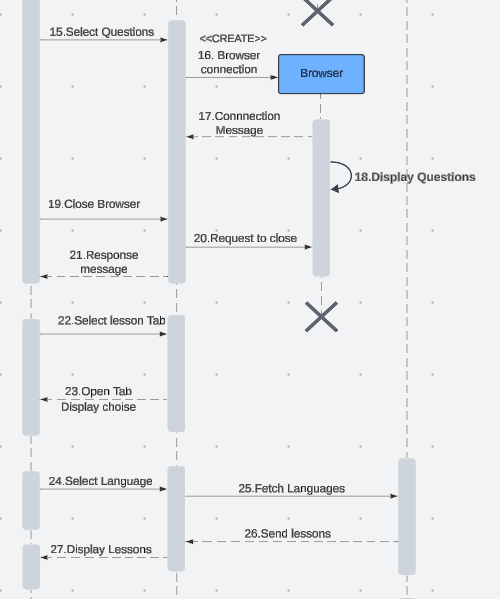 15.Select Questions
<<CREATE>>
16. Browser
connection
Browser
17.Connnection
Message
18.Display Questions
19.Close Browser
20.Request to close
21.Response
message
22.Select lesson Tab
23.Open Tab
Display choise
24.Select Language
25.Fetch Languages
26.Send lessons
27.Display Lessons